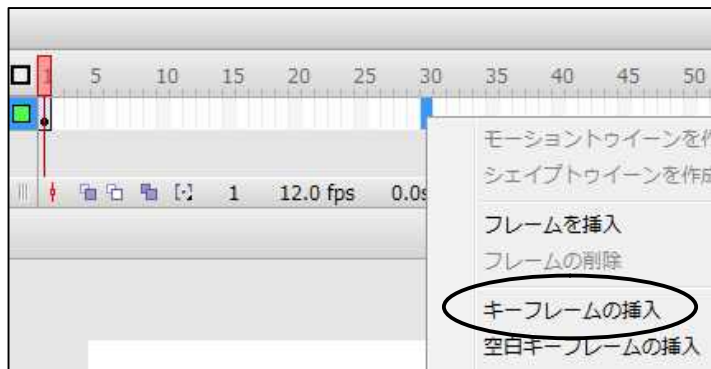 1 5 10 15 20 25 30 35 40 45 50
モーショントゥイーンを
シェイプトゥイーンを作成
1 12.0 fps 0.0s
フレームを挿入
フレームの削除
キーフレームの挿入
空白キーフレームの挿入